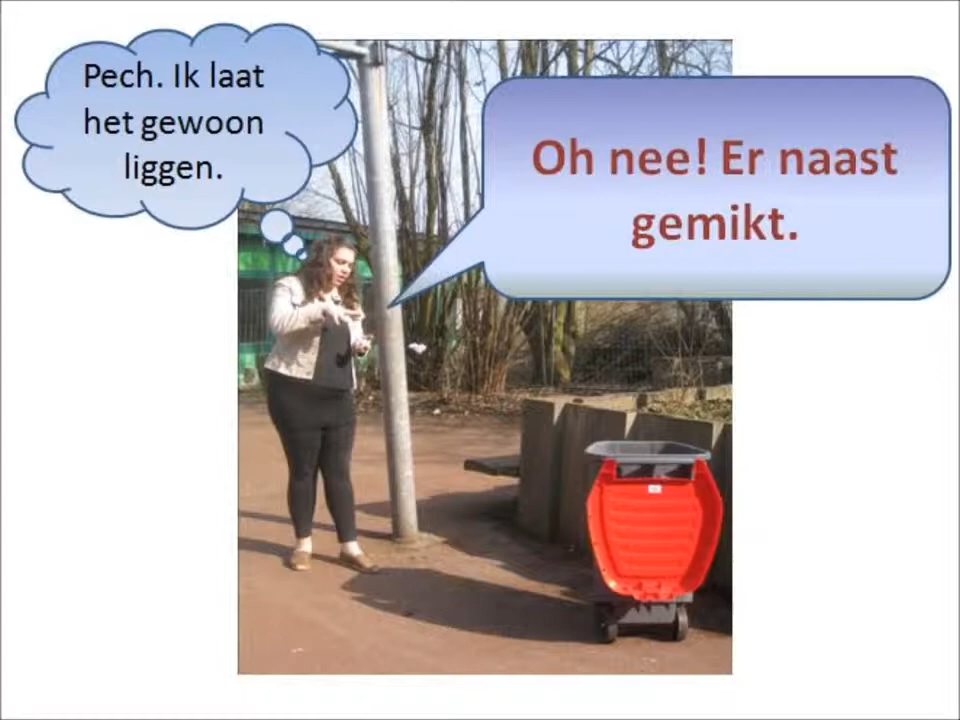 Pech. Ik laat
het gewoon
liggen.
Oh nee! Er naast
gemikt.